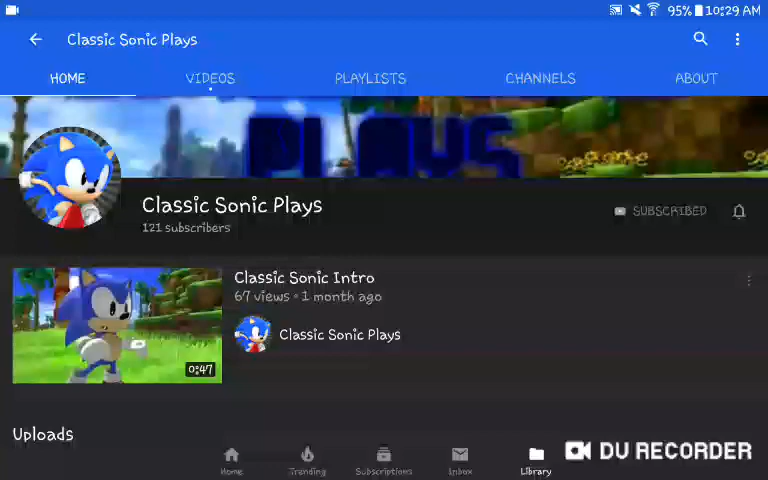 95% 10:29 AM
Classic Sonic Plays
HOME VIDEOS PLAYLISTS CHANNELS ABOUT
PLAYS
Classic Sonic Plays
121 subscribers
SUBSCRIBED
Classic Sonic Intro
67 views • 1 month ago
Classic Sonic Plays
0:47
Uploads
Home Trending Subscriptions Inbox Library
DU RECORDER